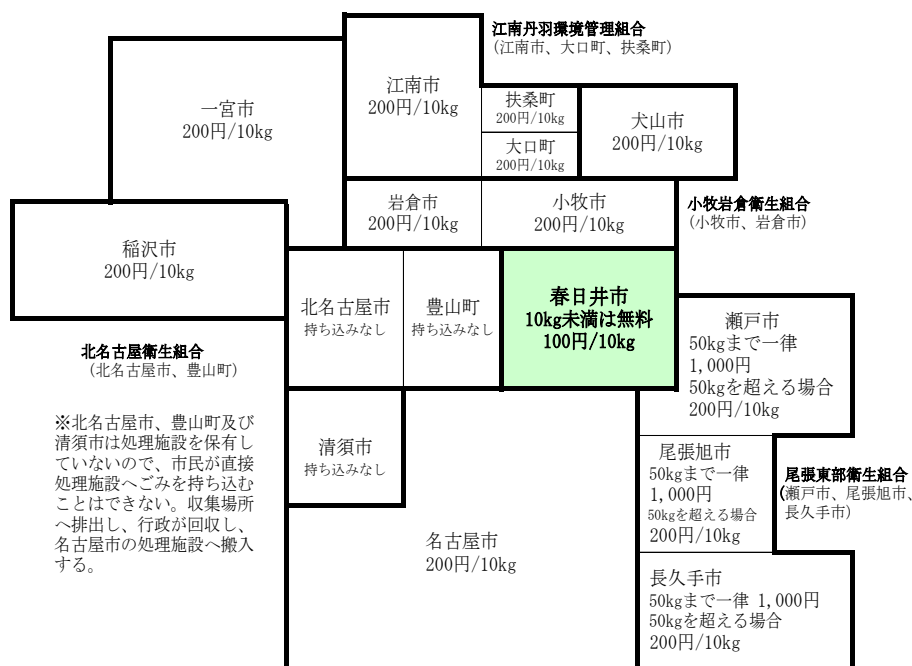 江南丹羽環境管理組合
(江南市、大口町、扶桑町)
江南市
200円/10kg
一宮市
200円/10kg
扶桑町
200円/10kg
犬山市
200円/10kg
大口町
200円/10kg
岩倉市
200円/10kg
小牧市
200円/10kg
小牧岩倉衛生組合
(小牧市、岩倉市)
稲沢市
200円/10kg
北名古屋市
持ち込みなし
豊山町
持ち込みなし
春日井市
10kg未満は無料
100円/10kg
瀬戸市
50kgまで一律
1,000円
50kgを超える場合
200円/10kg
北名古屋衛生組合
(北名古屋市、豊山町)
※北名古屋市、豊山町及び
清須市は処理施設を保有し
ていないので、市民が直接
処理施設へごみを持ち込む
ことはできない。収集場所
へ排出し、行政が回収し、
名古屋市の処理施設へ搬入
する。
清須市
持ち込みなし
尾張旭市
50kgまで一律
1,000円
50kgを超える場合
200円/10kg
尾張東部衛生組合
(瀬戸市、尾張旭市、
長久手市)
名古屋市
200円/10kg
長久手市
50kgまで一律 1,000円
50kgを超える場合
200円/10kg